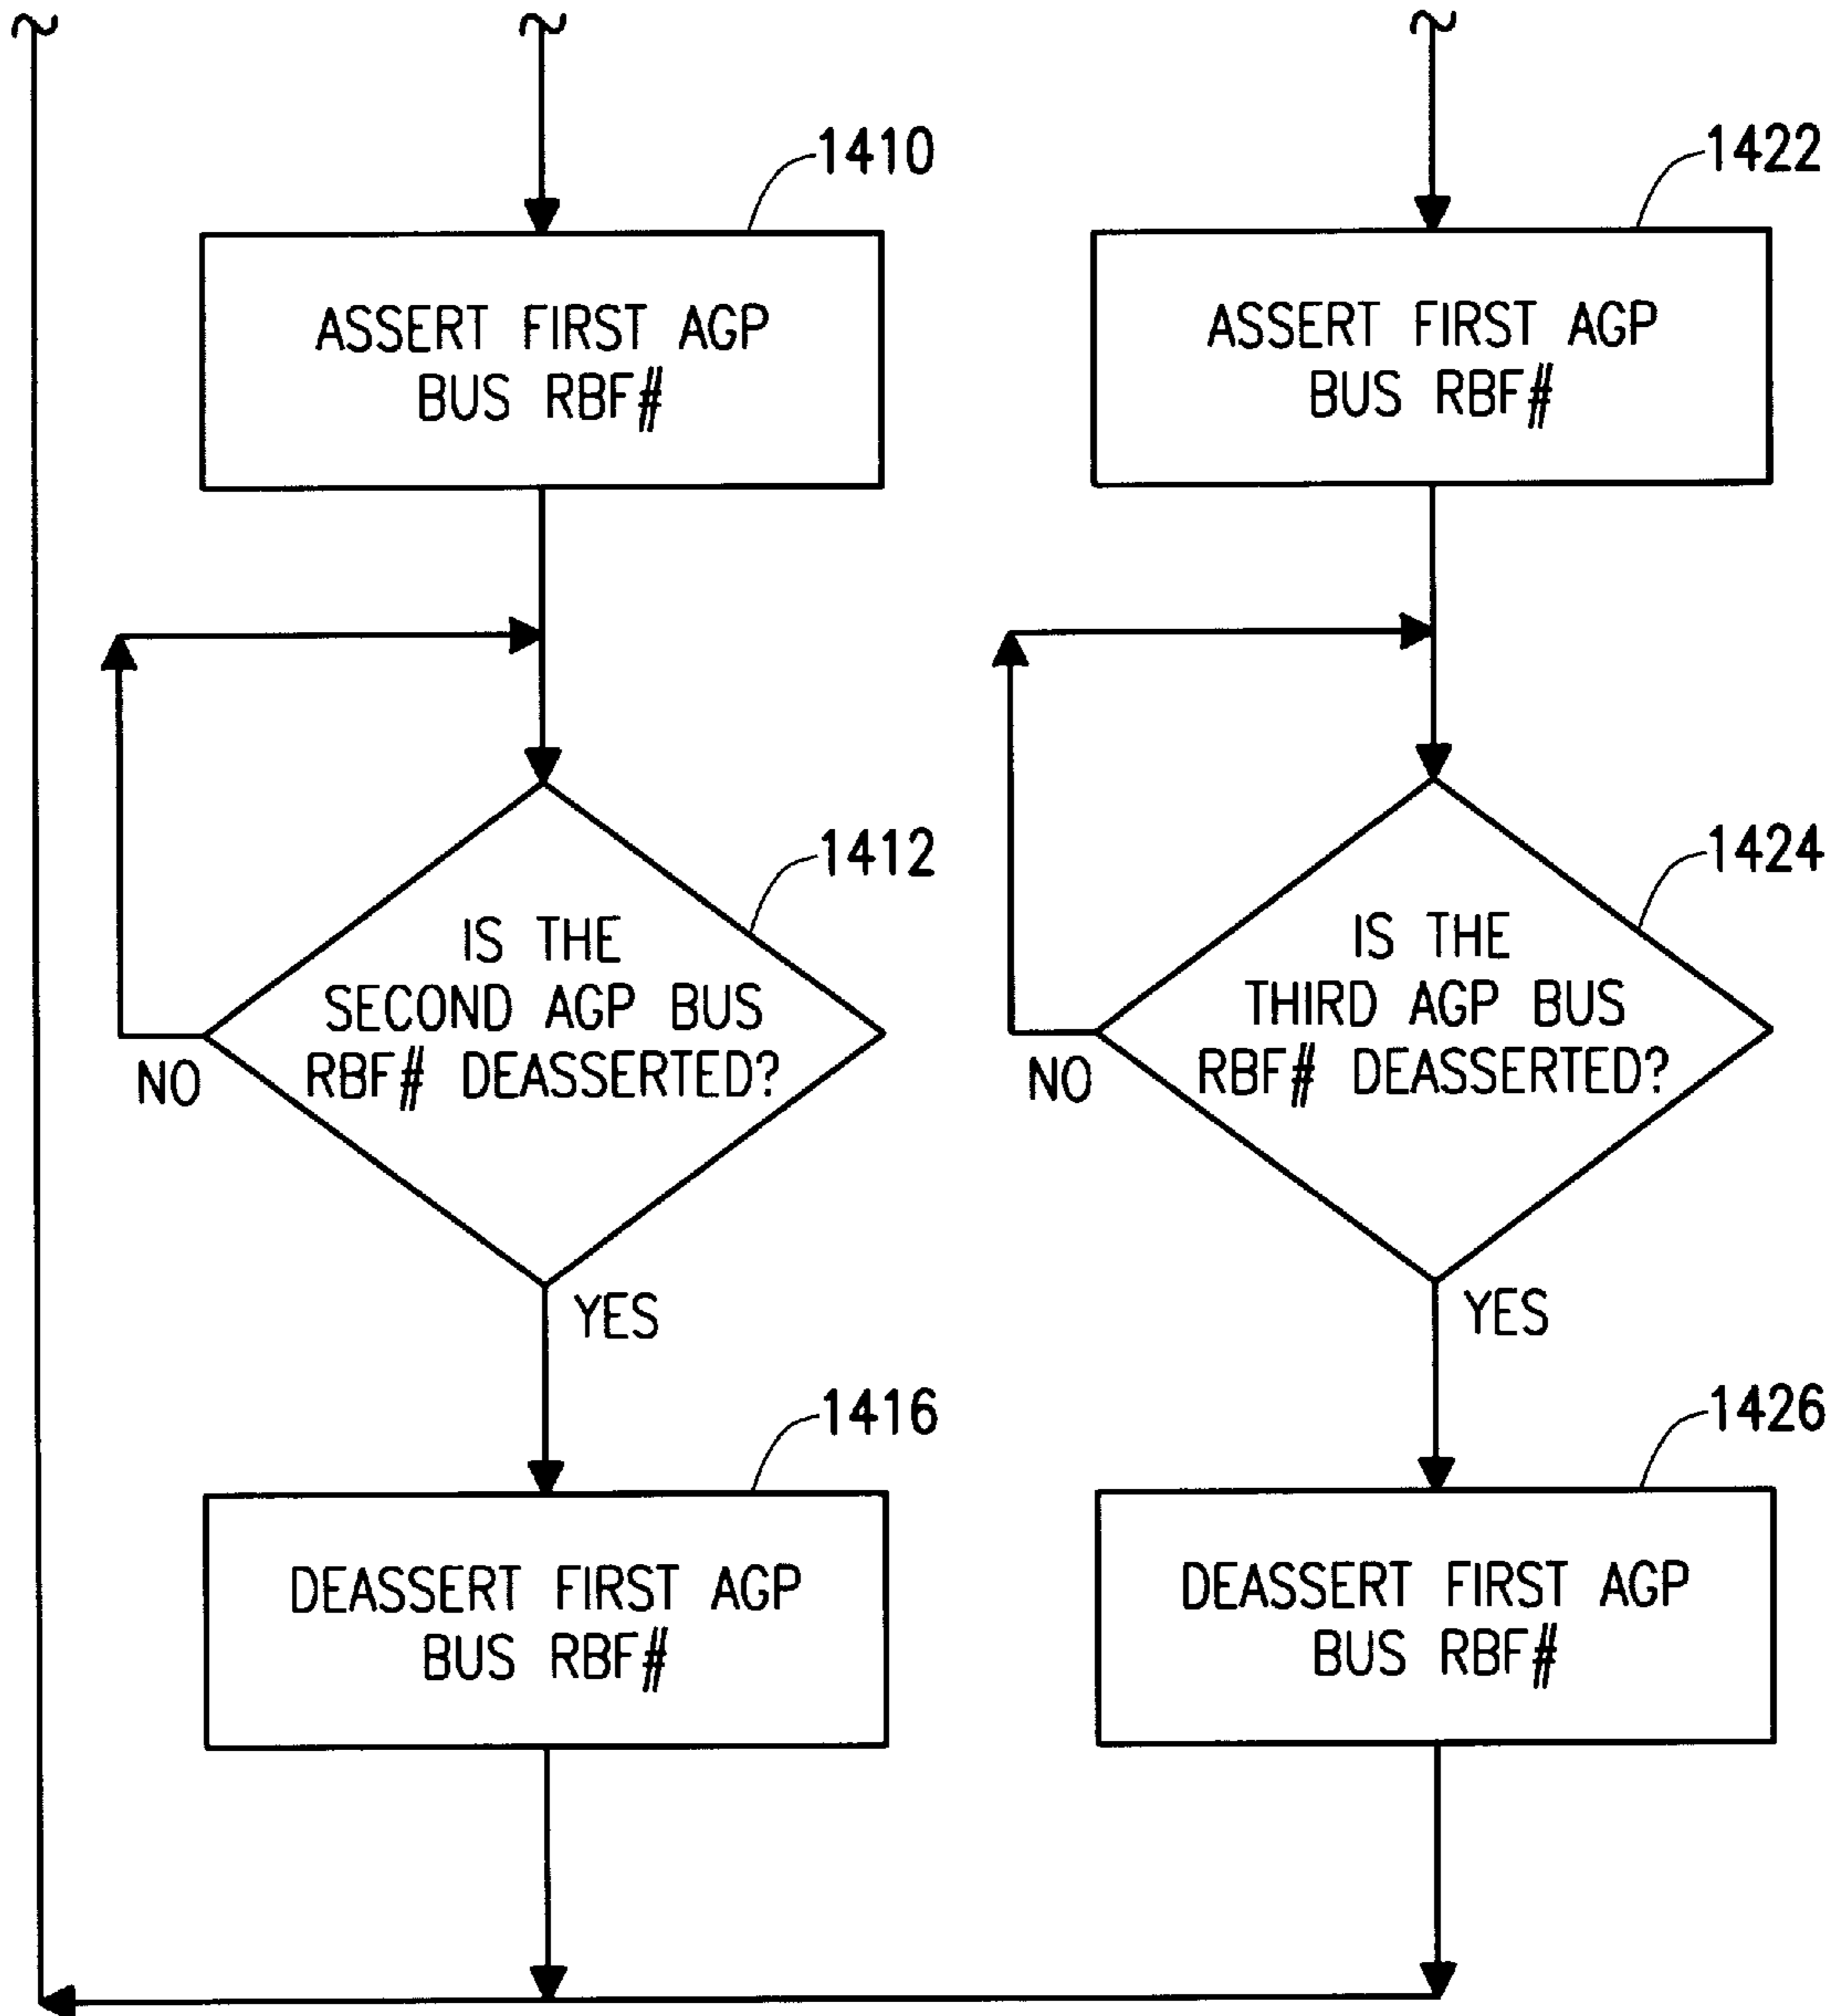 1410
ASSERT FIRST AGP
BUS RBF#
1412
IS THE
SECOND AGP BUS
RBF# DEASSERTED?
NO
YES
1416
DEASSERT FIRST AGP
BUS RBF#
1422
ASSERT FIRST AGP
BUS RBF#
1424
IS THE
THIRD AGP BUS
RBF# DEASSERTED?
NO
YES
1426
DEASSERT FIRST AGP
BUS RBF#